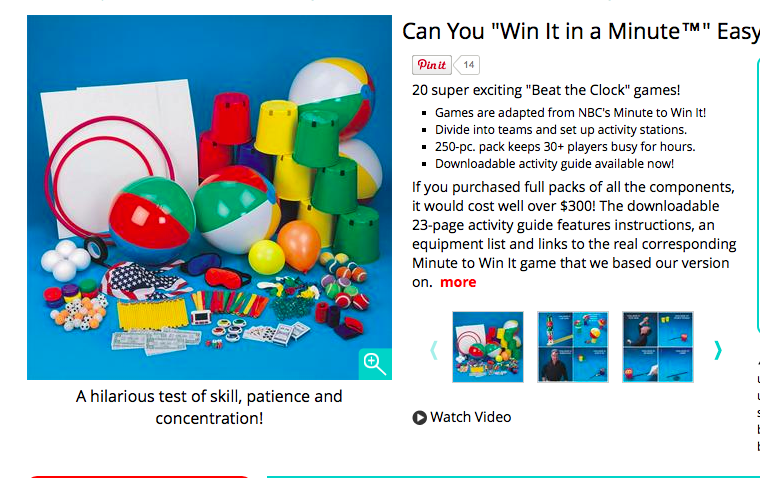 Can You "Win It in a Minute™" Easy
Pin it 14
20 super exciting "Beat the Clock" games!
Games are adapted from NBC's Minute to Win It!
Divide into teams and set up activity stations.
250-pc. pack keeps 30+ players busy for hours.
Downloadable activity guide available now!
If you purchased full packs of all the components,
it would cost well over $300! The downloadable
23-page activity guide features instructions, an
equipment list and links to the real corresponding
Minute to Win It game that we based our version
on. more
A hilarious test of skill, patience and
concentration!
Watch Video